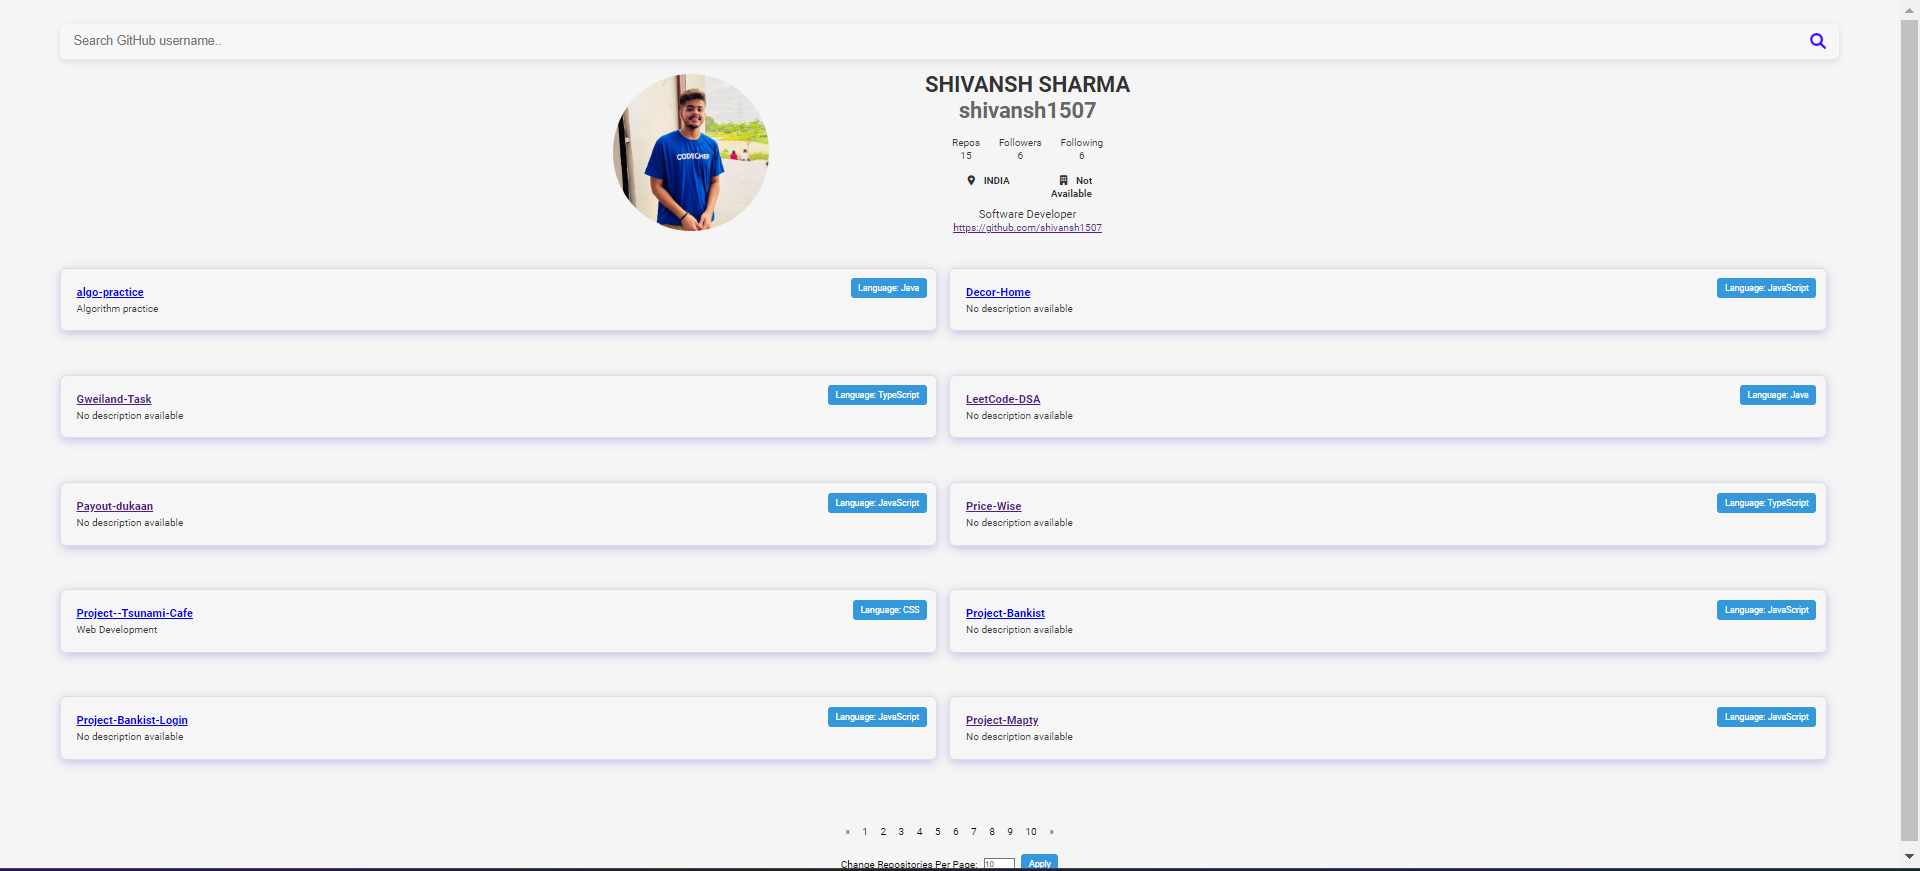 Search GitHub username..
SHIVANSH SHARMA
shivansh1507
CODECHEF
Repos Followers Following
15 6 6
INDIA Not Available
Software Developer
https://github.com/shivansh1507
algo-practice Language: Java
Algorithm practice
Decor-Home Language: JavaScript
No description available
Gweiland-Task Language: TypeScript
No description available
LeetCode-DSA Language: Java
No description available
Payout-dukaan Language: JavaScript
No description available
Price-Wise Language: TypeScript
No description available
Project--Tsunami-Cafe Language: CSS
Web Development
Project-Bankist Language: JavaScript
No description available
Project-Bankist-Login Language: JavaScript
No description available
Project-Mapty Language: JavaScript
No description available
« 1 2 3 4 5 6 7 8 9 10 »
Change Repositories Per Page: 10 Apply